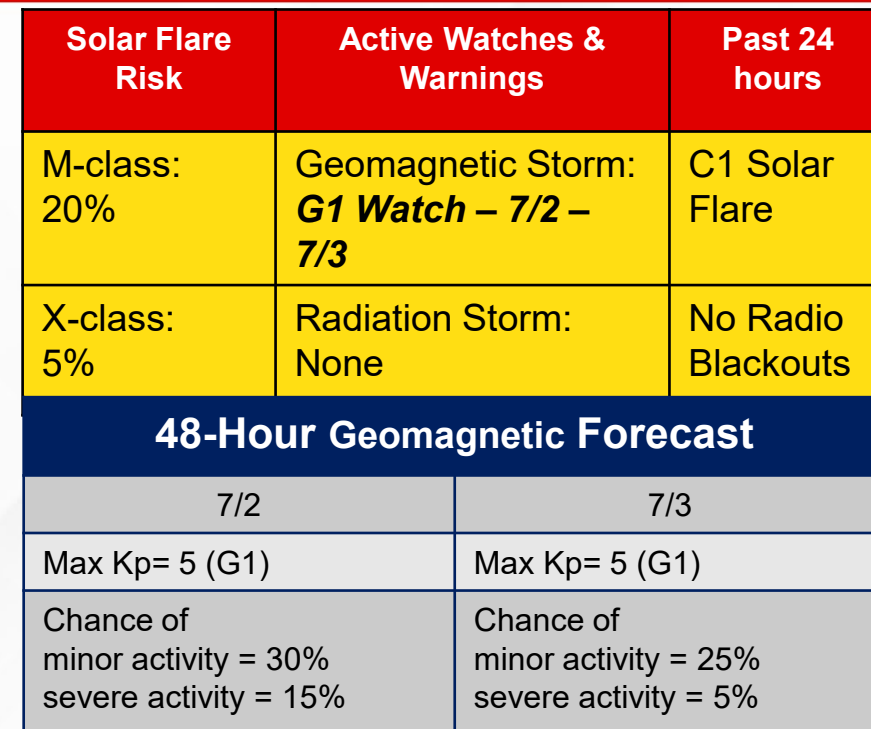 Solar Flare
Risk
Active Watches &
Warnings
Past 24
hours
M-class:
20%
Geomagnetic Storm:
G1 Watch – 7/2 –
7/3
C1 Solar
Flare
X-class:
5%
Radiation Storm:
None
No Radio
Blackouts
48-Hour Geomagnetic Forecast
7/2
7/3
Max Kp= 5 (G1)
Max Kp= 5 (G1)
Chance of
minor activity = 30%
severe activity = 15%
Chance of
minor activity = 25%
severe activity = 5%